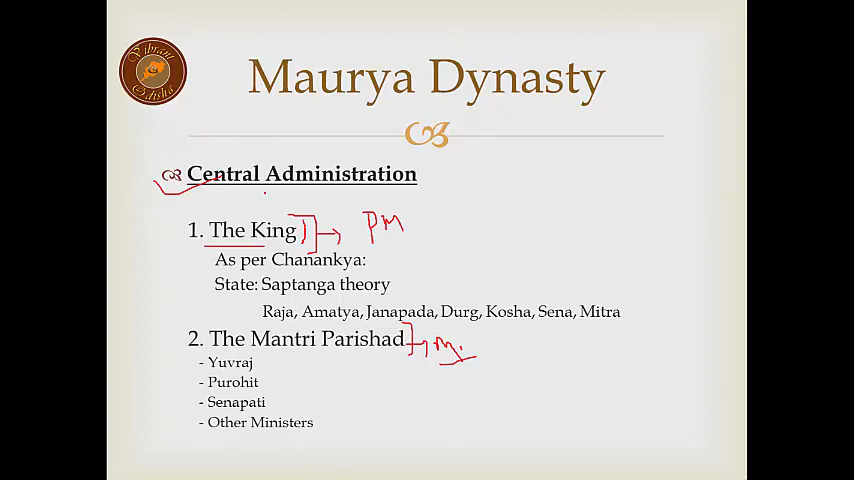 Vibrant
Odisha
Maurya Dynasty
Central Administration
1. The King
PM
As per Chanankya:
State: Saptanga theory
Raja, Amatya, Janapada, Durg, Kosha, Sena, Mitra
2. The Mantri Parishad
M.
- Yuvraj
- Purohit
- Senapati
- Other Ministers